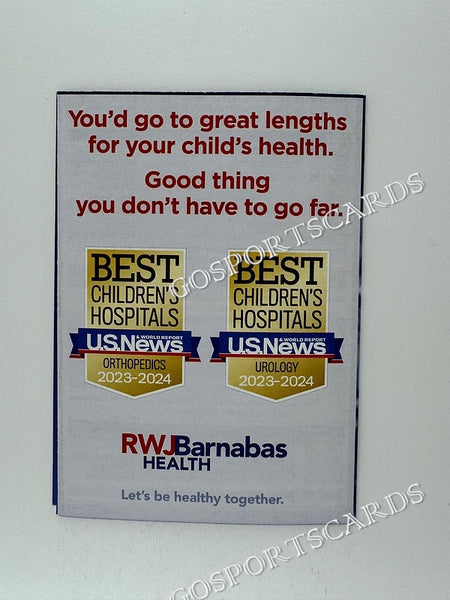 You'd go to great lengths
for your child's health.
Good thing
you don't have to go far.
BEST
CHILDREN'S
HOSPITALS
U.S.News
& WORLD REPORT
ORTHOPEDICS
2023-2024
BEST
CHILDREN'S
HOSPITALS
U.S.News
& WORLD REPORT
UROLOGY
2023-2024
RWJBarnabas
HEALTH
Let's be healthy together.
GOSPORTSCARDS
GOSPORTSCARDS